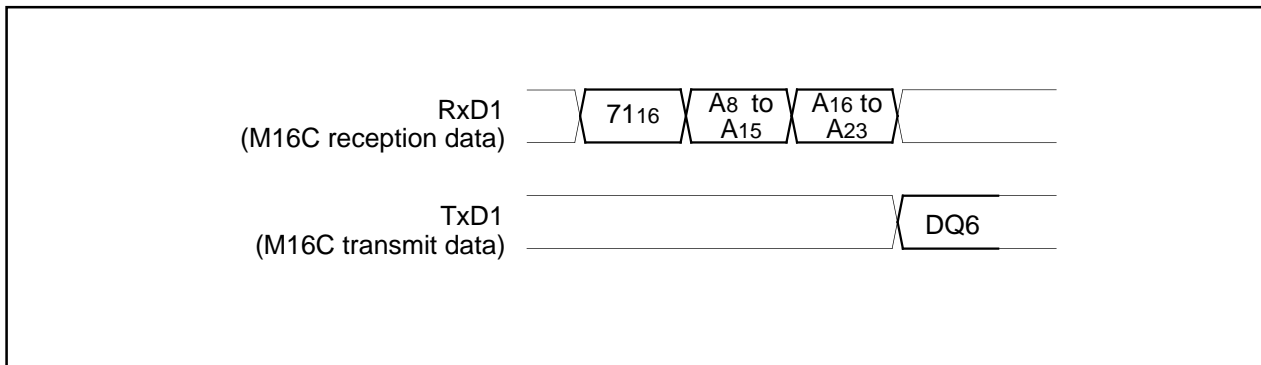 RxD1
(M16C reception data)
7116
A8 to
A15
A16 to
A23
TxD1
(M16C transmit data)
DQ6